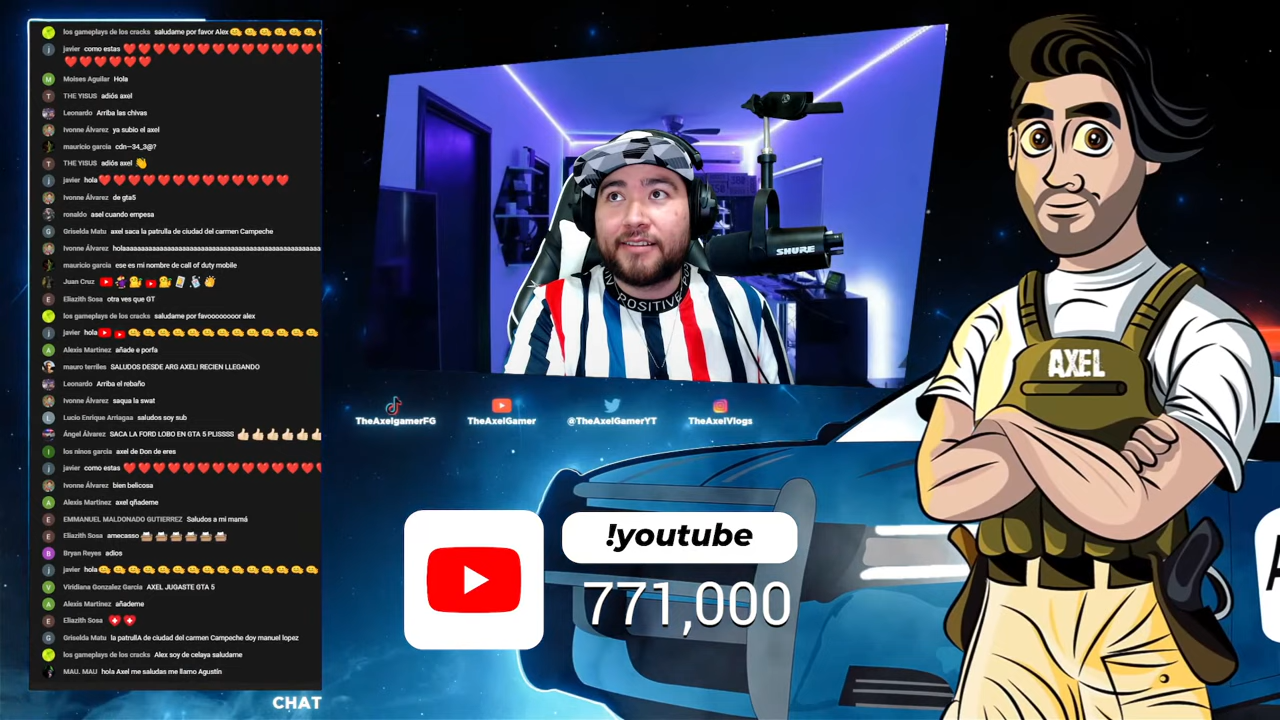 los gameplays de los cracks saludame por favor Alex
javier como estas
Moises Aguilar Hola
THE YISUS adiós axel
Leonardo Arriba las chivas
Ivonne Álvarez ya subio el axel
mauricio garcia cdn—34_3@?
THE YISUS adiós axel
javier hola
Ivonne Álvarez de gta5
ronaldo asel cuando empesa
Griselda Matu axel saca la patrulla de ciudad del carmen Campeche
mauricio garcia ese es mi nombre de call of duty mobile
Juan Cruz
Eliazith Sosa otra ves que GT
los gameplays de los cracks saludame por favooooooooor alex
javier hola
Alexis Martinez añade e porfa
mauro terriles SALUDOS DESDE ARG AXEL! RECIEN LLEGANDO
Leonardo Arriba el rebaño
Ivonne Álvarez saqua la swat
Lucio Enrique Arriagaa saludos soy sub
Ángel Álvarez SACA LA FORD LOBO EN GTA 5 PLISSSS
los ninos garcia axel de Don de eres
javier como estas
Ivonne Álvarez bien belicosa
Alexis Martinez axel qñademe
EMMANUEL MALDONADO GUTIERREZ Saludos a mi mamá
Eliazith Sosa amecasso
Bryan Reyes adios
javier hola
Viridiana Gonzalez Garcia AXEL JUGASTE GTA 5
Alexis Martinez añademe
Eliazith Sosa
Griselda Matu la patrullA de ciudad del carmen Campeche doy manuel lopez
los gameplays de los cracks Alex soy de celaya saludame
MAU. MAU hola Axel me saludas me llamo Agustín
CHAT
SHURE
POSITIVE
TheAxelgamerFG TheAxelGamer @TheAxelGamerYT TheAxelVlogs
AXEL
!youtube
771,000